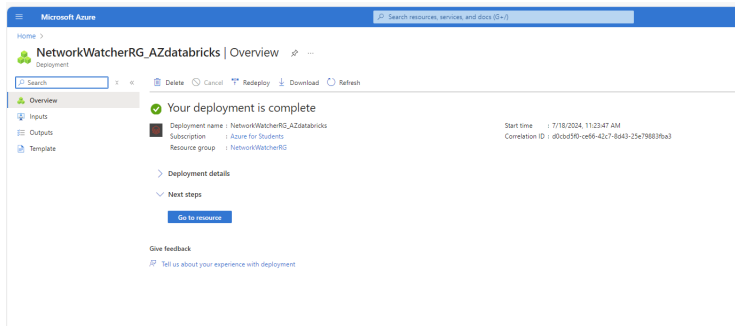 Microsoft Azure
Search resources, services, and docs (G+/)
Home >
NetworkWatcherRG_AZdatabricks | Overview
Deployment
Search
Delete Cancel Redeploy Download Refresh
Overview
Inputs
Outputs
Template
Your deployment is complete
Deployment name : NetworkWatcherRG_AZdatabricks
Subscription : Azure for Students
Resource group : NetworkWatcherRG
Start time : 7/18/2024, 11:23:47 AM
Correlation ID : d0cbd5f0-ce66-42c7-8d43-25e79883fba3
Deployment details
Next steps
Go to resource
Give feedback
Tell us about your experience with deployment